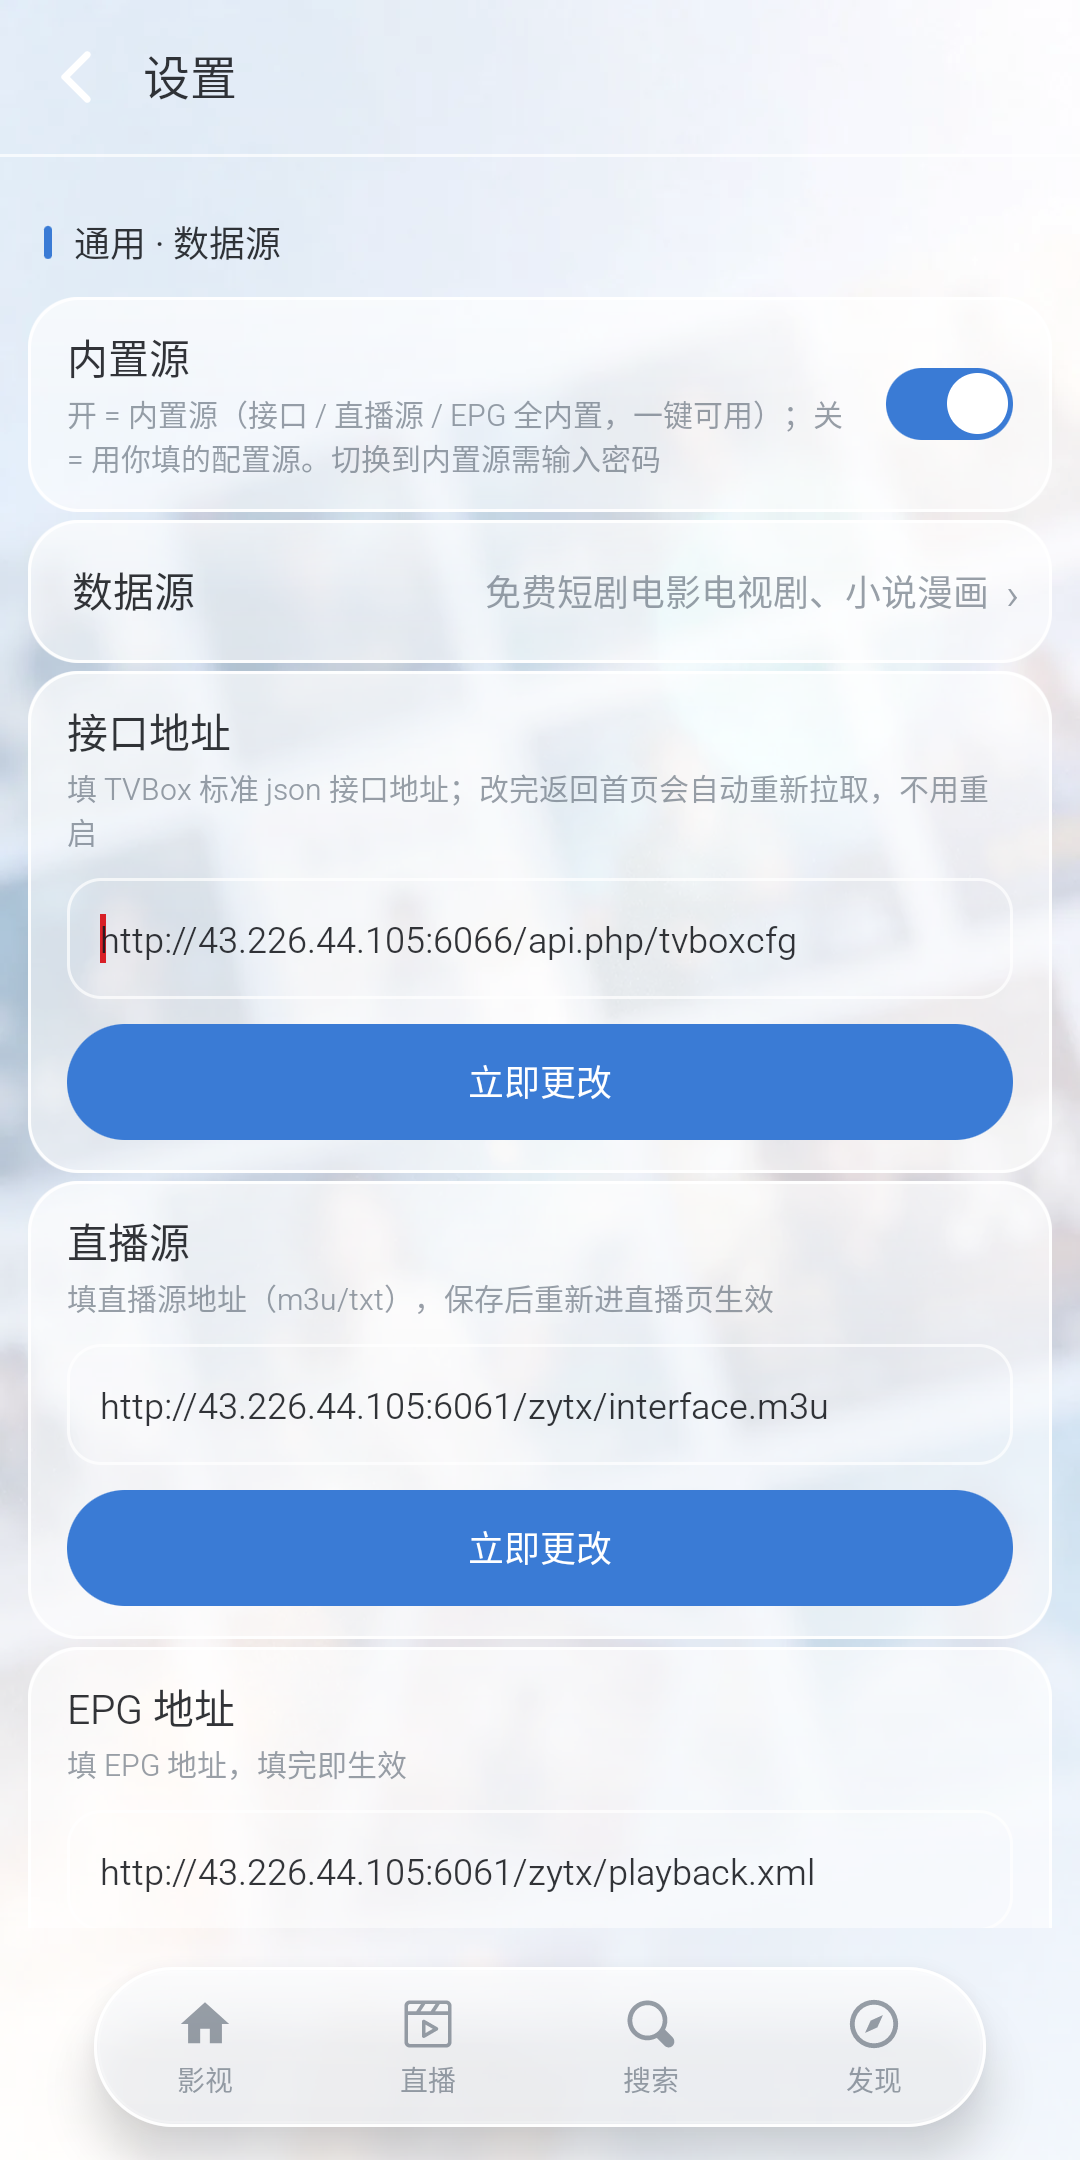 设置
通用 · 数据源
内置源
开 = 内置源（接口 / 直播源 / EPG 全内置，一键可用）；关
= 用你填的配置源。切换到内置源需输入密码
数据源
免费短剧电影电视剧、小说漫画 ›
接口地址
填 TVBox 标准 json 接口地址；改完返回首页会自动重新拉取，不用重
启
http://43.226.44.105:6066/api.php/tvboxcfg
立即更改
直播源
填直播源地址（m3u/txt），保存后重新进直播页生效
http://43.226.44.105:6061/zytx/interface.m3u
立即更改
EPG 地址
填 EPG 地址，填完即生效
http://43.226.44.105:6061/zytx/playback.xml
影视
直播
搜索
发现